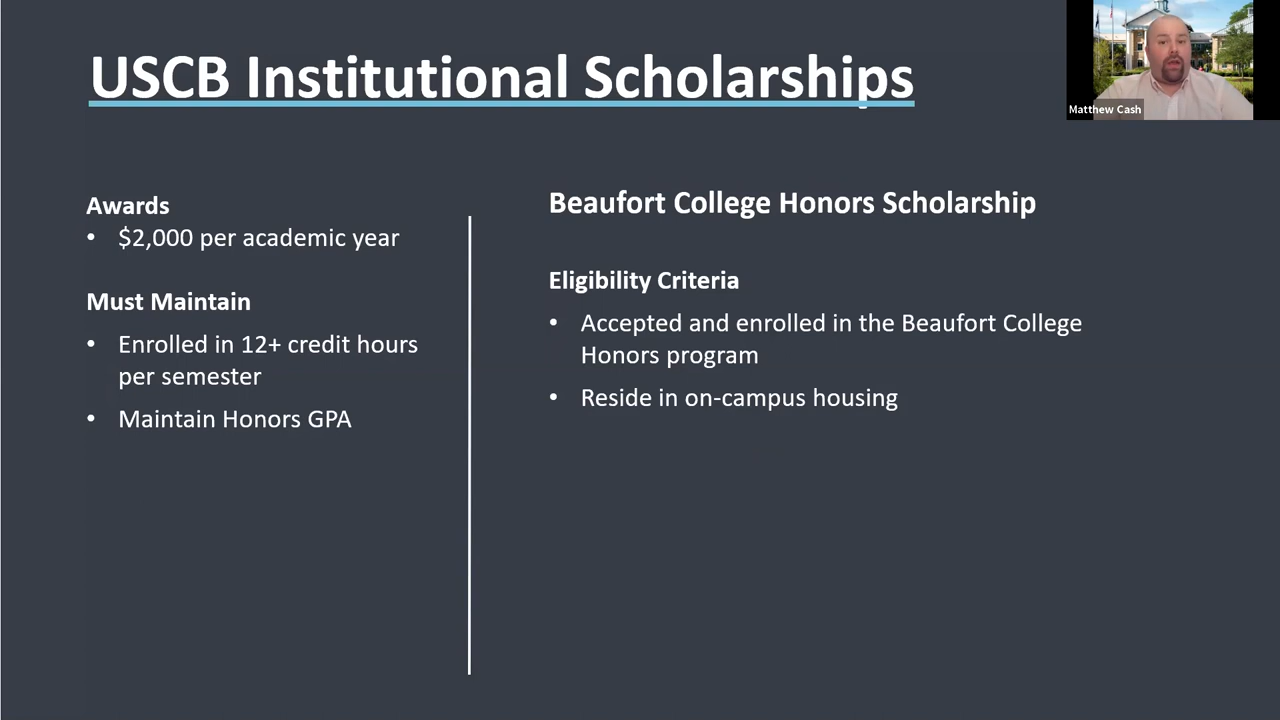 USCB Institutional Scholarships
Matthew Cash
Awards
• $2,000 per academic year
Must Maintain
• Enrolled in 12+ credit hours
per semester
• Maintain Honors GPA
Beaufort College Honors Scholarship
Eligibility Criteria
• Accepted and enrolled in the Beaufort College
Honors program
• Reside in on-campus housing